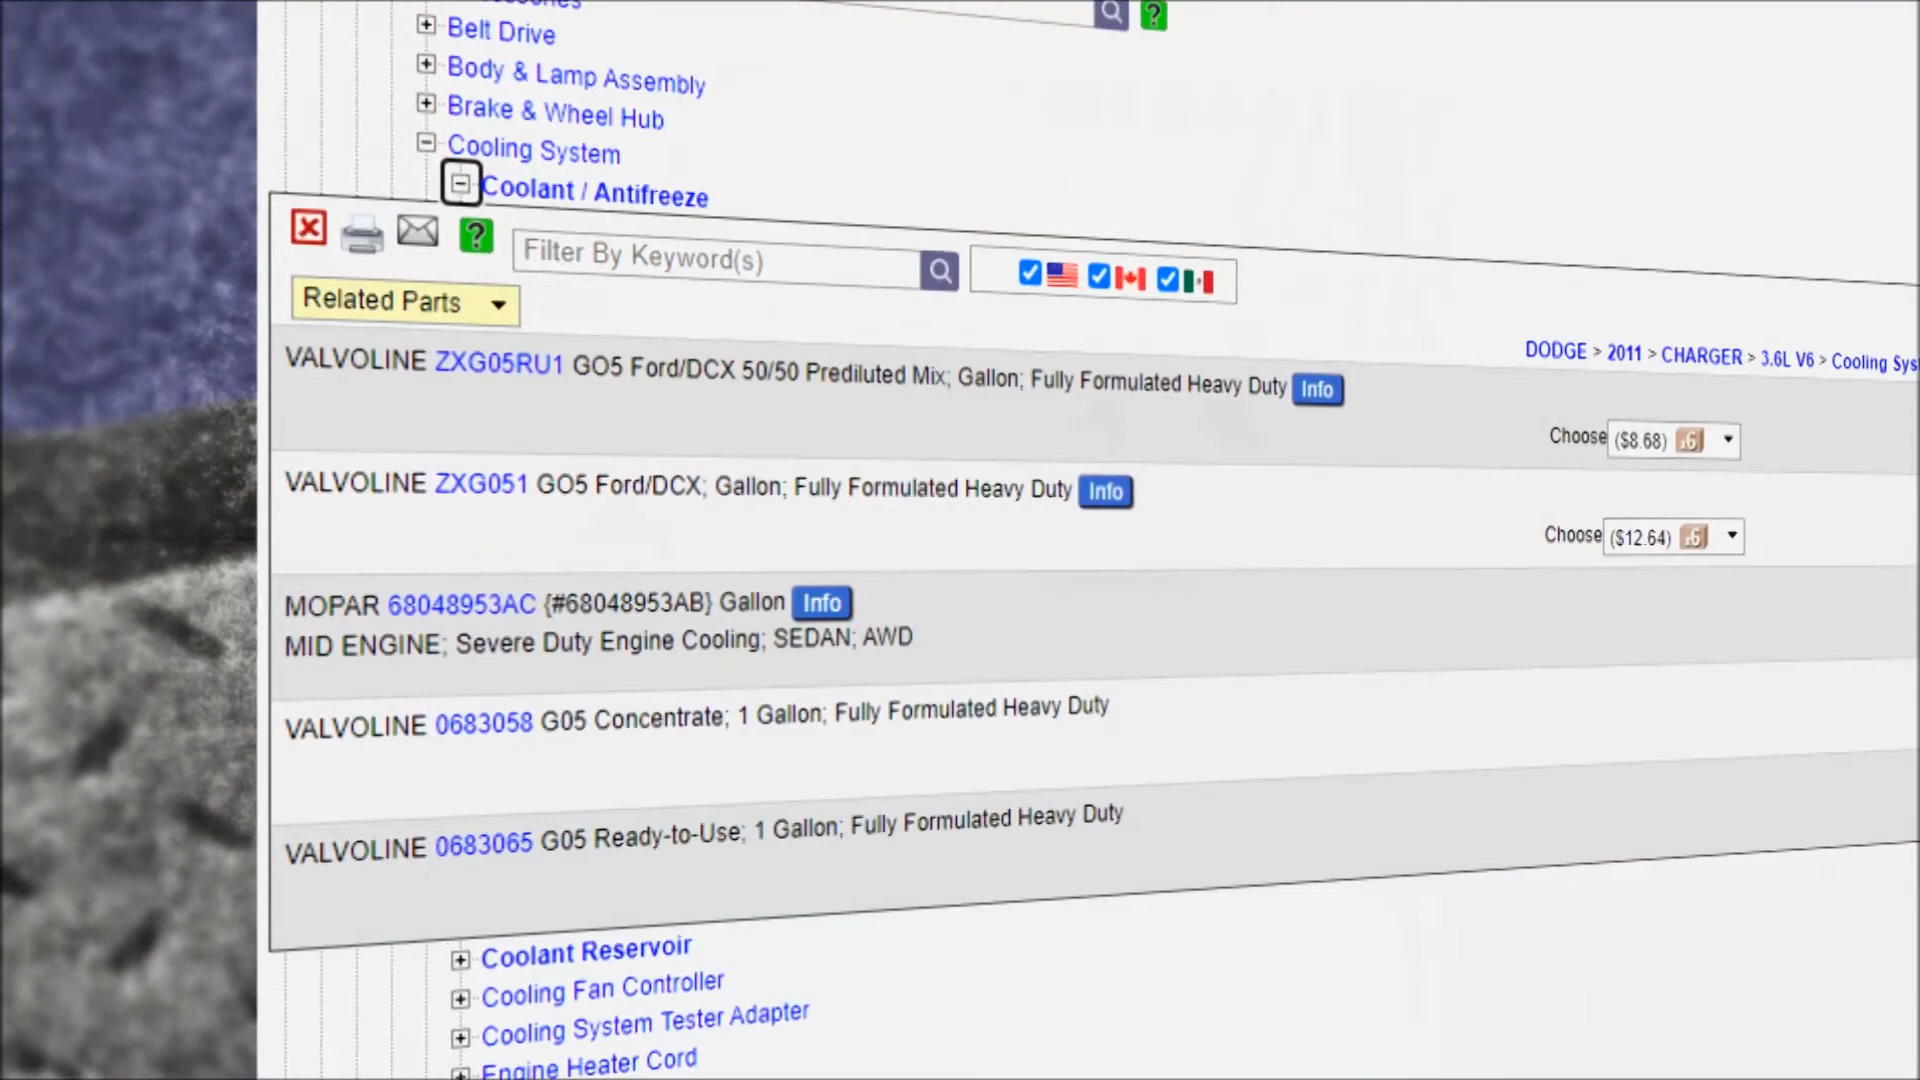 Belt Drive
Body & Lamp Assembly
Brake & Wheel Hub
Cooling System
Coolant / Antifreeze
Filter By Keyword(s)
Related Parts
DODGE > 2011 > CHARGER > 3.6L V6 > Cooling Sys
VALVOLINE ZXG05RU1 GO5 Ford/DCX 50/50 Prediluted Mix; Gallon; Fully Formulated Heavy Duty Info
Choose ($8.68) x6
VALVOLINE ZXG051 GO5 Ford/DCX; Gallon; Fully Formulated Heavy Duty Info
Choose ($12.64) x6
MOPAR 68048953AC {#68048953AB} Gallon Info
MID ENGINE; Severe Duty Engine Cooling; SEDAN; AWD
VALVOLINE 0683058 G05 Concentrate; 1 Gallon; Fully Formulated Heavy Duty
VALVOLINE 0683065 G05 Ready-to-Use; 1 Gallon; Fully Formulated Heavy Duty
Coolant Reservoir
Cooling Fan Controller
Cooling System Tester Adapter
Engine Heater Cord